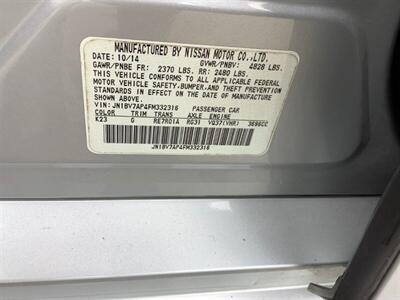 MANUFACTURED BY NISSAN MOTOR CO.,LTD.
DATE: 10/14 GVWR/PNBV: 4828 LBS.
GAWR/PNBE FR: 2370 LBS. RR: 2480 LBS.
THIS VEHICLE CONFORMS TO ALL APPLICABLE FEDERAL
MOTOR VEHICLE SAFETY,BUMPER,AND THEFT PREVENTION
STANDARDS IN EFFECT ON THE DATE OF MANUFACTURE
SHOWN ABOVE.
VIN: JN1BV7AP4FM332316 PASSENGER CAR
COLOR TRIM TRANS AXLE ENGINE
K23 G RE7R01A RG31 VQ37(VHR) 3696CC
JN1BV7AP4FM332316